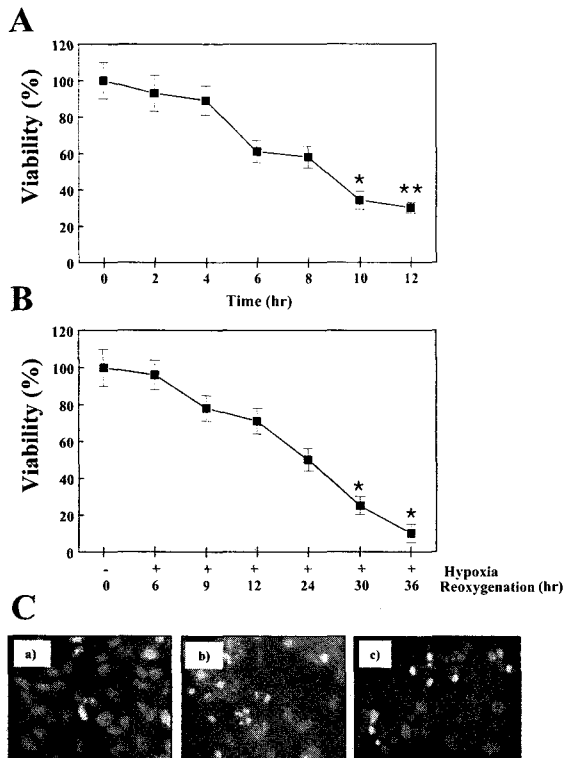 A
Viability (%)
120
100
80
60
40
20
0
*
**
0 2 4 6 8 10 12
Time (hr)
B
Viability (%)
120
100
80
60
40
20
0
*
*
- + + + + + + Hypoxia
0 6 9 12 24 30 36 Reoxygenation (hr)
C
a) b) c)